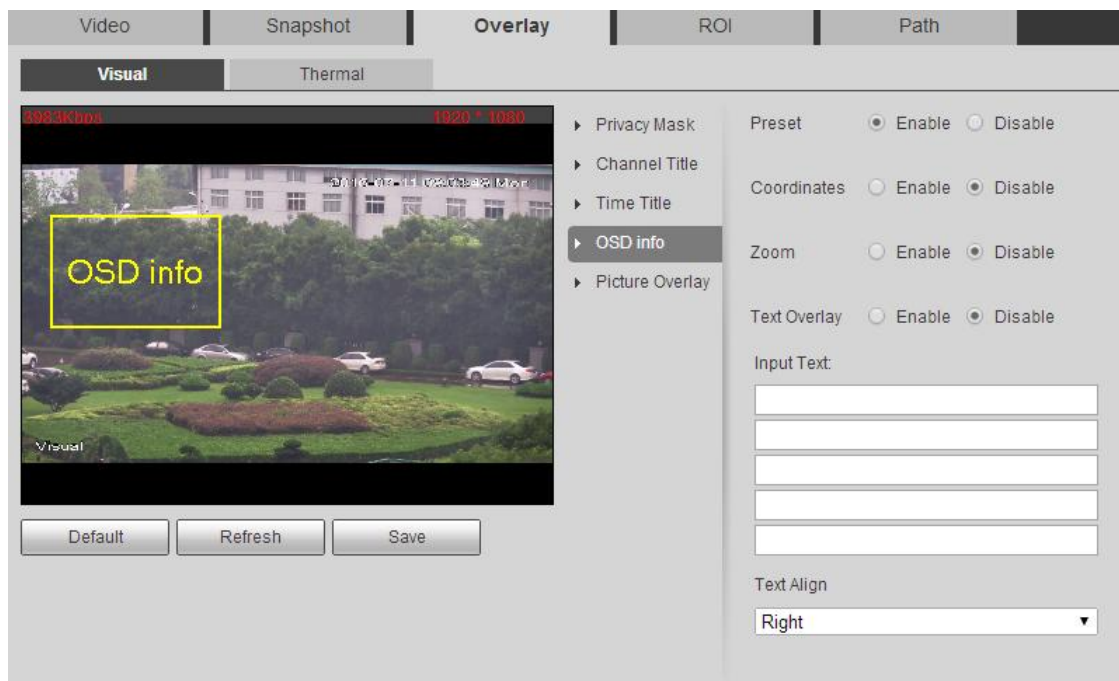 Video Snapshot Overlay ROI Path
Visual Thermal
8983Kbps 1920 * 1080
Visual
OSD info
Privacy Mask
Channel Title
Time Title
OSD info
Picture Overlay
Preset Enable Disable
Coordinates Enable Disable
Zoom Enable Disable
Text Overlay Enable Disable
Input Text:
Text Align
Right
Default Refresh Save